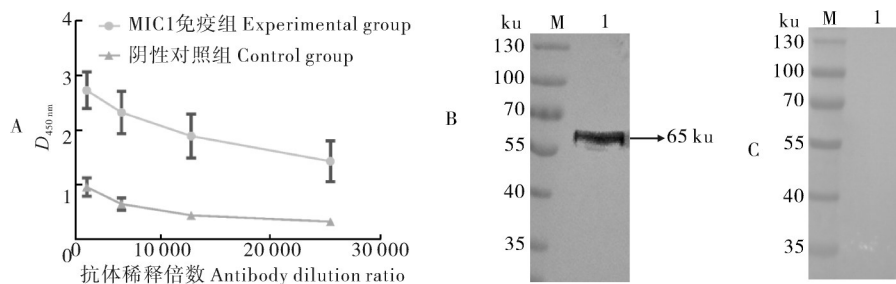 A
D450 nm
4
3
2
1
0
MIC1免疫组 Experimental group
阴性对照组 Control group
0 10 000 20 000 30 000
抗体稀释倍数 Antibody dilution ratio
B
ku M 1
130
100
70
55
40
35
65 ku
C
ku M 1
130
100
70
55
40
35